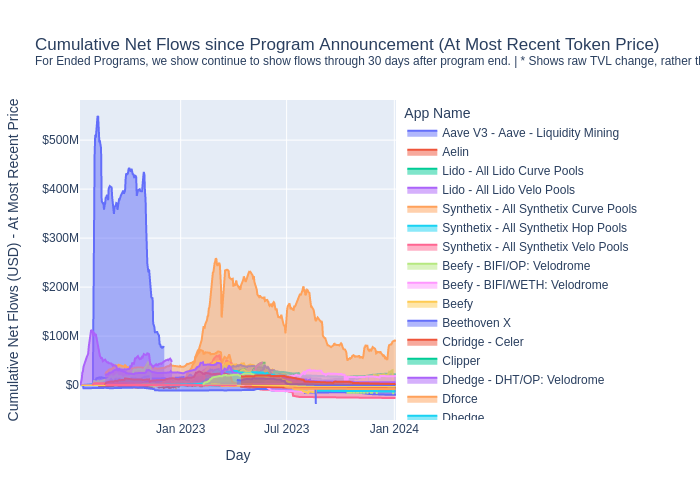 Cumulative Net Flows since Program Announcement (At Most Recent Token Price)
For Ended Programs, we show continue to show flows through 30 days after program end. | * Shows raw TVL change, rather
Cumulative Net Flows (USD) - At Most Recent Price
$500M
$400M
$300M
$200M
$100M
$0
Jan 2023
Jul 2023
Jan 2024
Day
App Name
Aave V3 - Aave - Liquidity Mining
Aelin
Lido - All Lido Curve Pools
Lido - All Lido Velo Pools
Synthetix - All Synthetix Curve Pools
Synthetix - All Synthetix Hop Pools
Synthetix - All Synthetix Velo Pools
Beefy - BIFI/OP: Velodrome
Beefy - BIFI/WETH: Velodrome
Beefy
Beethoven X
Cbridge - Celer
Clipper
Dhedge - DHT/OP: Velodrome
Dforce
Dhedge